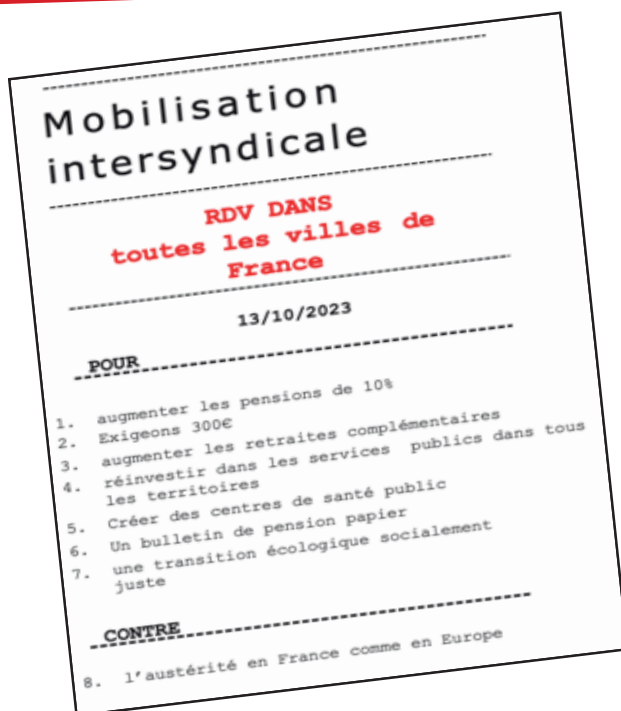 Mobilisation
intersyndicale
RDV DANS
toutes les villes de
France
13/10/2023
POUR
1. augmenter les pensions de 10%
2. Exigeons 300€
3. augmenter les retraites complémentaires
4. réinvestir dans les services publics dans tous
les territoires
5. Créer des centres de santé public
6. Un bulletin de pension papier
7. une transition écologique socialement
juste
CONTRE
8. l'austérité en France comme en Europe